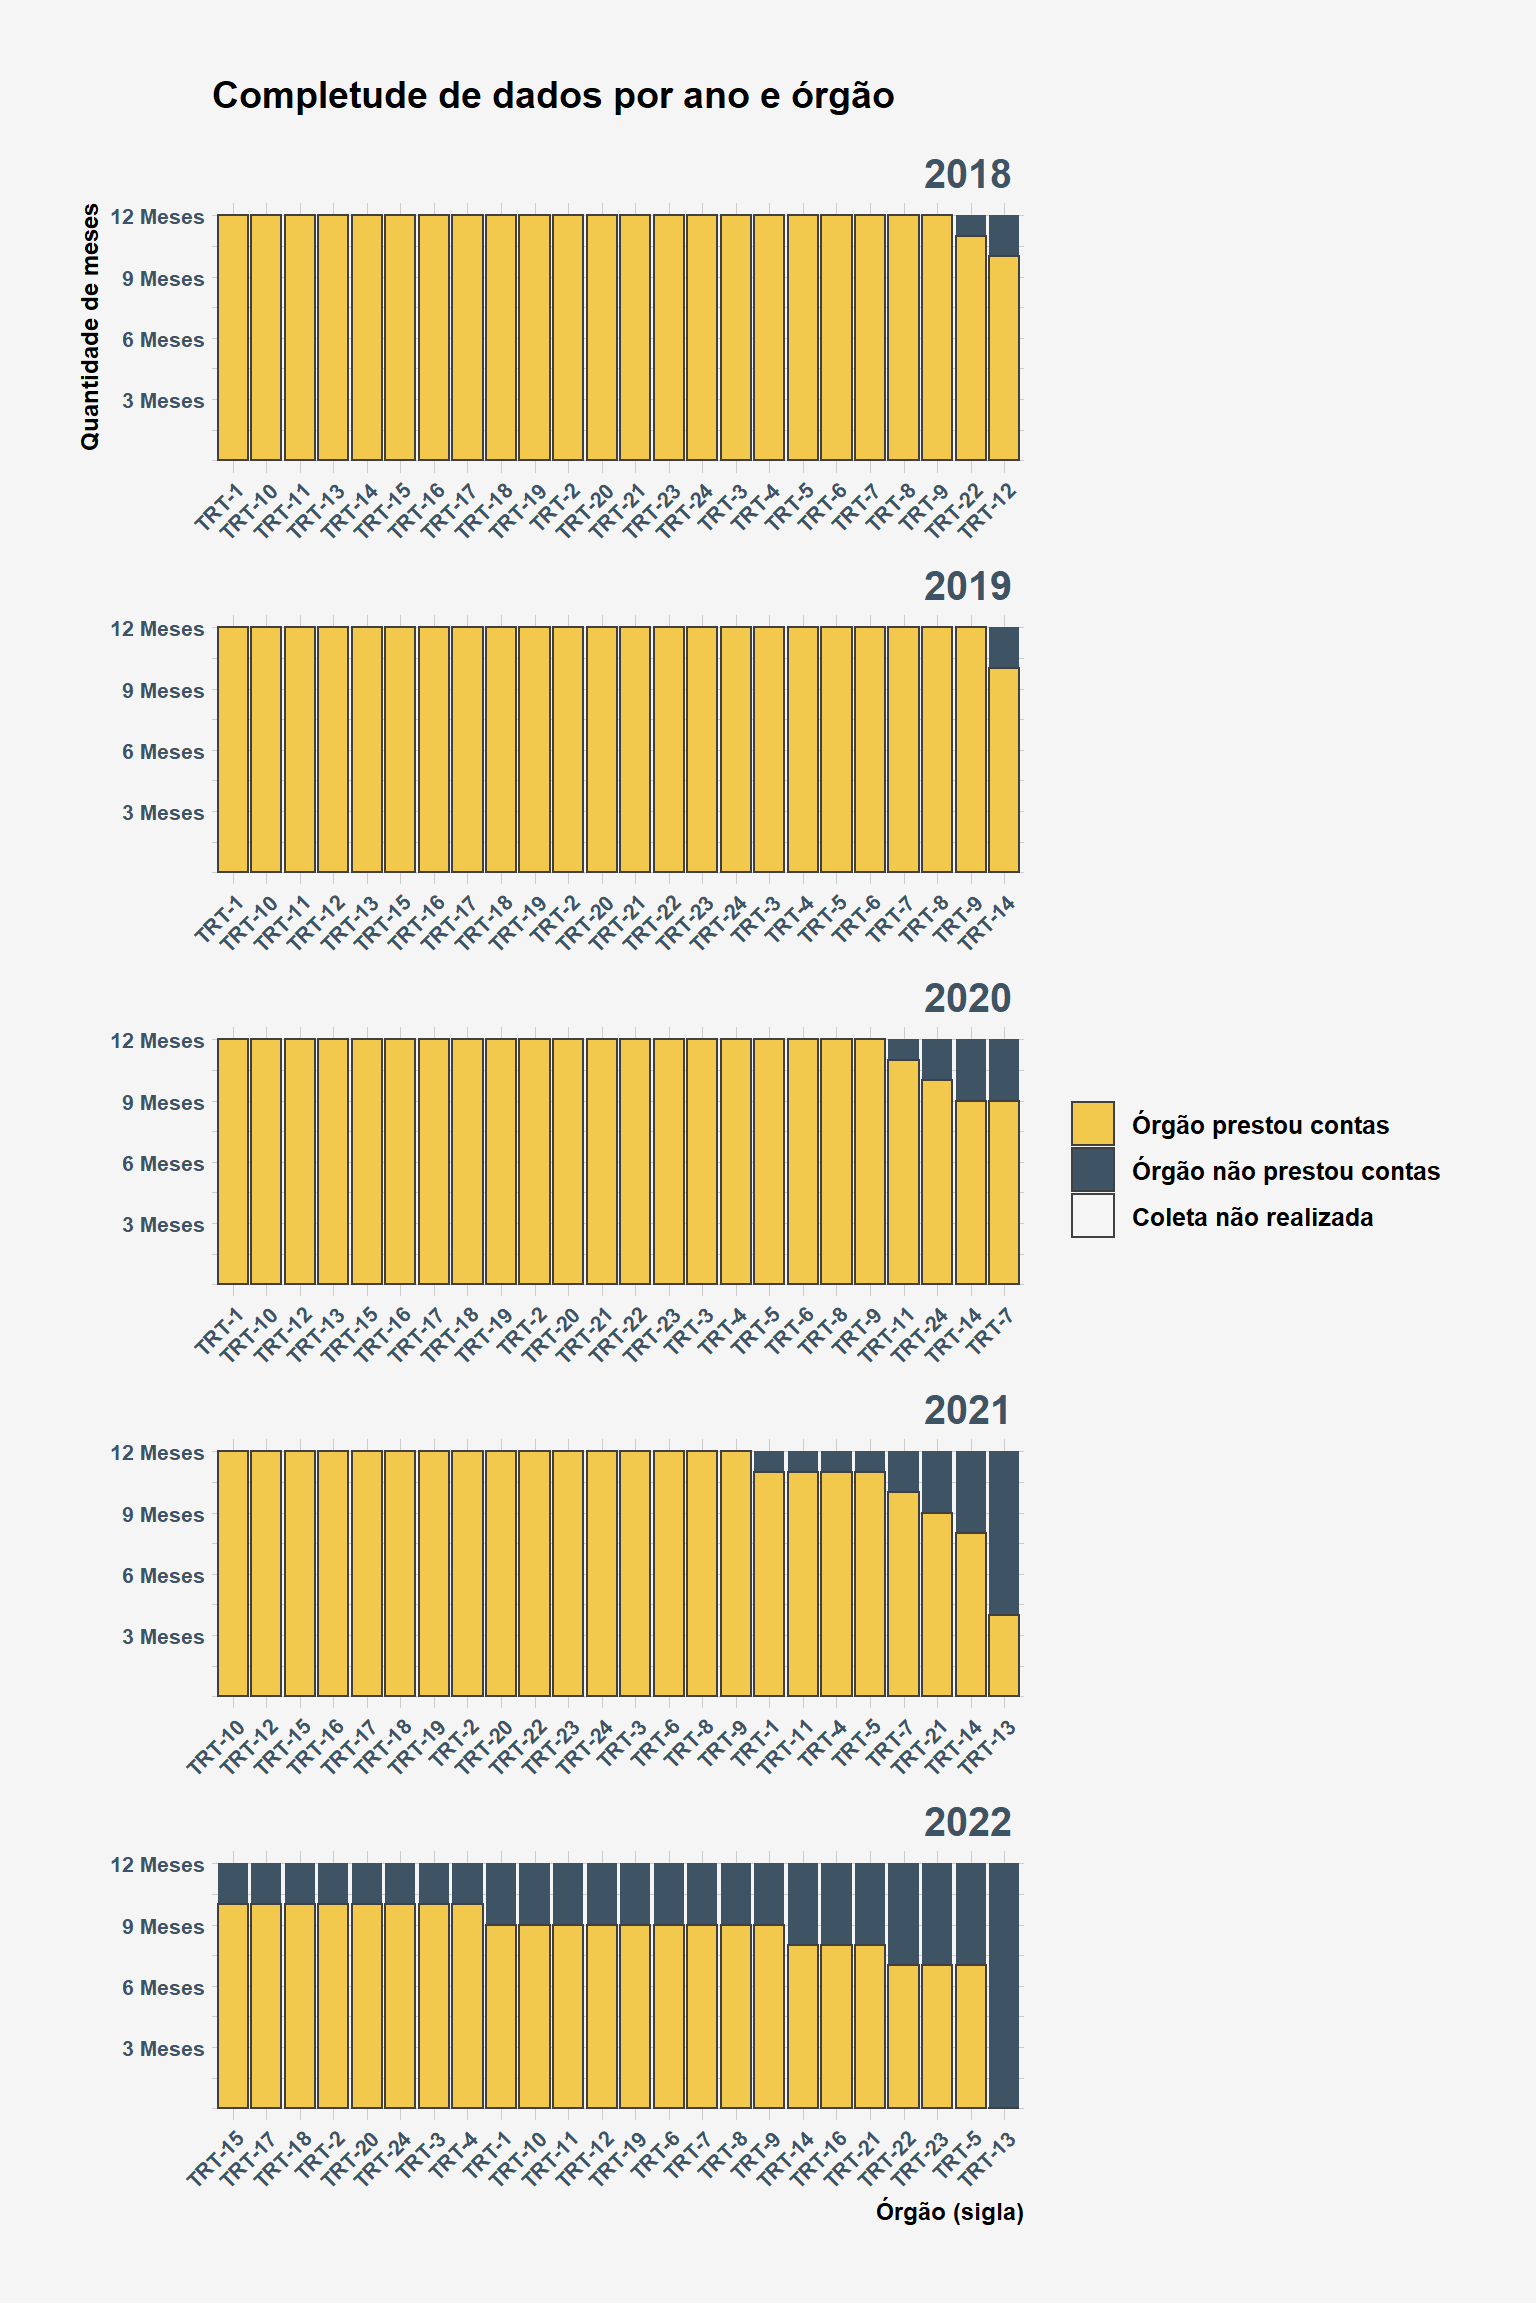 Completude de dados por ano e órgão
2018
Quantidade de meses
12 Meses
9 Meses
6 Meses
3 Meses
TRT-1 TRT-10 TRT-11 TRT-13 TRT-14 TRT-15 TRT-16 TRT-17 TRT-18 TRT-19 TRT-2 TRT-20 TRT-21 TRT-23 TRT-24 TRT-3 TRT-4 TRT-5 TRT-6 TRT-7 TRT-8 TRT-9 TRT-22 TRT-12
2019
12 Meses
9 Meses
6 Meses
3 Meses
TRT-1 TRT-10 TRT-11 TRT-12 TRT-13 TRT-15 TRT-16 TRT-17 TRT-18 TRT-19 TRT-2 TRT-20 TRT-21 TRT-22 TRT-23 TRT-24 TRT-3 TRT-4 TRT-5 TRT-6 TRT-7 TRT-8 TRT-9 TRT-14
2020
12 Meses
9 Meses
6 Meses
3 Meses
TRT-1 TRT-10 TRT-12 TRT-13 TRT-15 TRT-16 TRT-17 TRT-18 TRT-19 TRT-2 TRT-20 TRT-21 TRT-22 TRT-23 TRT-3 TRT-4 TRT-5 TRT-6 TRT-8 TRT-9 TRT-11 TRT-24 TRT-14 TRT-7
Órgão prestou contas
Órgão não prestou contas
Coleta não realizada
2021
12 Meses
9 Meses
6 Meses
3 Meses
TRT-10 TRT-12 TRT-15 TRT-16 TRT-17 TRT-18 TRT-19 TRT-2 TRT-20 TRT-22 TRT-23 TRT-24 TRT-3 TRT-6 TRT-8 TRT-9 TRT-1 TRT-11 TRT-4 TRT-5 TRT-7 TRT-21 TRT-14 TRT-13
2022
12 Meses
9 Meses
6 Meses
3 Meses
TRT-15 TRT-17 TRT-18 TRT-2 TRT-20 TRT-24 TRT-3 TRT-4 TRT-1 TRT-10 TRT-11 TRT-12 TRT-19 TRT-6 TRT-7 TRT-8 TRT-9 TRT-14 TRT-16 TRT-21 TRT-22 TRT-23 TRT-5 TRT-13
Órgão (sigla)